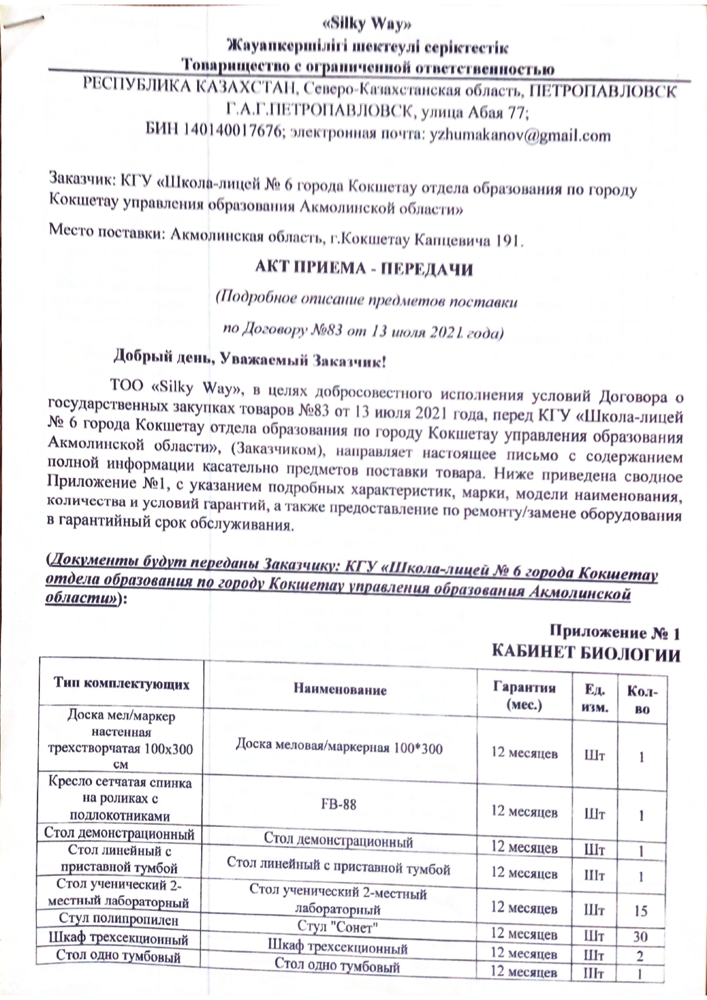 «Silky Way»
Жауапкершілігі шектеулі серіктестік
Товарищество с ограниченной ответственностью
РЕСПУБЛИКА КАЗАХСТАН, Северо-Казахстанская область, ПЕТРОПАВЛОВСК
Г.А.Г.ПЕТРОПАВЛОВСК, улица Абая 77;
БИН 140140017676; электронная почта: yzhumakanov@gmail.com
Заказчик: КГУ «Школа-лицей № 6 города Кокшетау отдела образования по городу
Кокшетау управления образования Акмолинской области»
Место поставки: Акмолинская область, г.Кокшетау Капцевича 191.
АКТ ПРИЕМА - ПЕРЕДАЧИ
(Подробное описание предметов поставки
по Договору №83 от 13 июля 2021 года)
Добрый день, Уважаемый Заказчик!
ТОО «Silky Way», в целях добросовестного исполнения условий Договора о
государственных закупках товаров №83 от 13 июля 2021 года, перед КГУ «Школа-лицей
№ 6 города Кокшетау отдела образования по городу Кокшетау управления образования
Акмолинской области», (Заказчиком), направляет настоящее письмо с содержанием
полной информации касательно предметов поставки товара. Ниже приведена сводное
Приложение №1, с указанием подробных характеристик, марки, модели наименования,
количества и условий гарантий, а также предоставление по ремонту/замене оборудования
в гарантийный срок обслуживания.
(Документы будут переданы Заказчику: КГУ «Школа-лицей № 6 города Кокшетау
отдела образования по городу Кокшетау управления образования Акмолинской
области»):
Приложение № 1
КАБИНЕТ БИОЛОГИИ
Тип комплектующих Наименование Гарантия (мес.) Ед. изм. Кол-во
Доска мел/маркер
настенная
трехстворчатая 100х300
см
Доска меловая/маркерная 100*300 12 месяцев Шт 1
Кресло сетчатая спинка
на роликах с
подлокотниками
FB-88 12 месяцев Шт 1
Стол демонстрационный Стол демонстрационный 12 месяцев Шт 1
Стол линейный с
приставной тумбой
Стол линейный с приставной тумбой 12 месяцев Шт 1
Стол ученический 2-
местный лабораторный
Стол ученический 2-местный
лабораторный
12 месяцев Шт 15
Стул полипропилен Стул "Сонет" 12 месяцев Шт 30
Шкаф трехсекционный Шкаф трехсекционный 12 месяцев Шт 2
Стол одно тумбовый Стол одно тумбовый 12 месяцев Шт 1